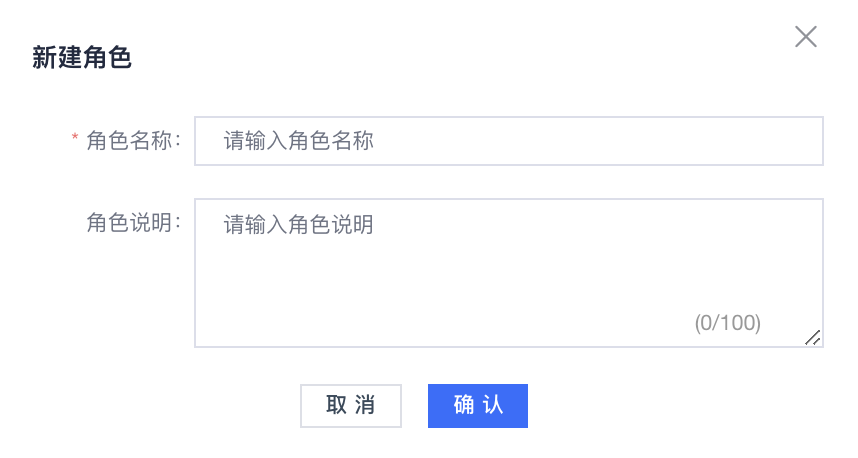 新建角色
* 角色名称：
请输入角色名称
角色说明：
请输入角色说明
(0/100)
取 消
确 认